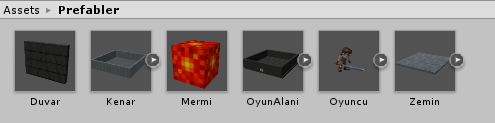 Assets ▸ Prefabler
Duvar Kenar Mermi OyunAlani Oyuncu Zemin